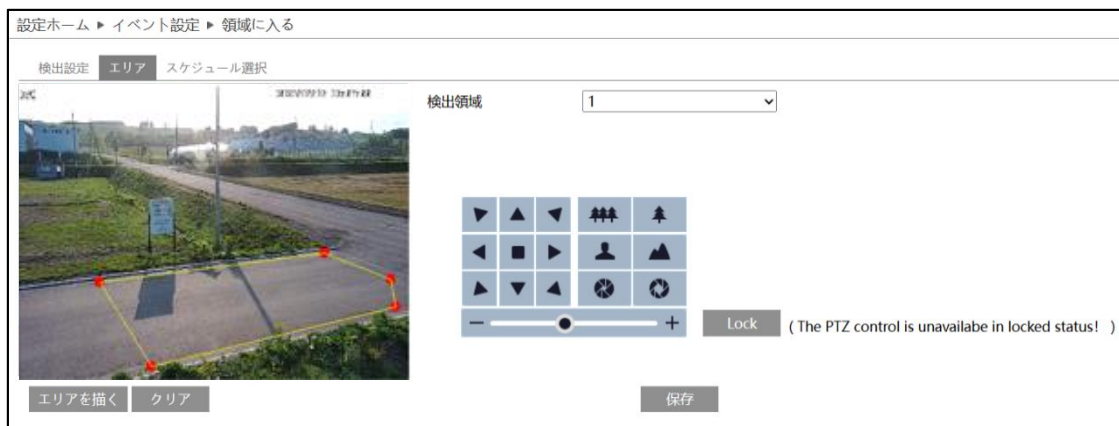 設定ホーム ▶ イベント設定 ▶ 領域に入る
検出設定 エリア スケジュール選択
検出領域 1
Lock ( The PTZ control is unavailabe in locked status! )
エリアを描く クリア 保存